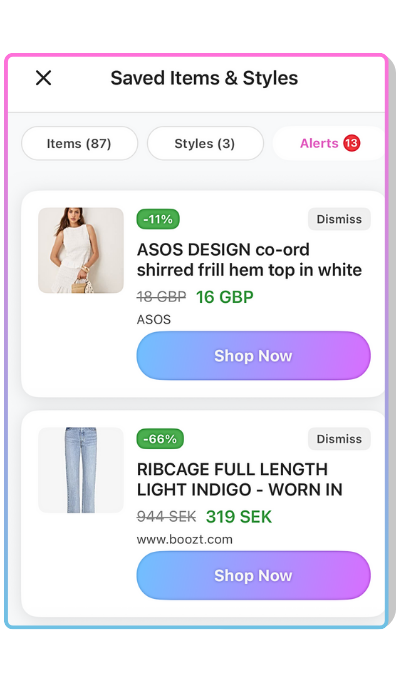 Saved Items & Styles
Items (87)
Styles (3)
Alerts 13
-11%
Dismiss
ASOS DESIGN co-ord
shirred frill hem top in white
18 GBP 16 GBP
ASOS
Shop Now
-66%
Dismiss
RIBCAGE FULL LENGTH
LIGHT INDIGO - WORN IN
944 SEK 319 SEK
www.boozt.com
Shop Now